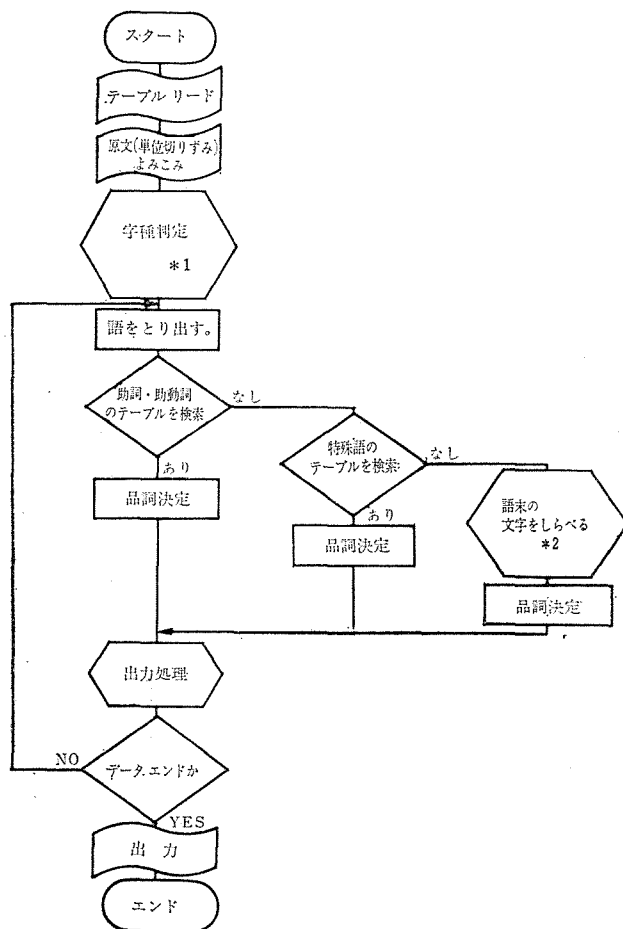 スタート
テーブル リード
原文(単位切りずみ)
よみこみ
字種判定
*1
語をとり出す。
助詞・助動詞
のテーブルを検索
なし
あり
品詞決定
特殊語の
テーブルを検索
なし
あり
品詞決定
語末の
文字をしらべる
*2
品詞決定
出力処理
データ エンドか
NO
YES
出 力
エンド